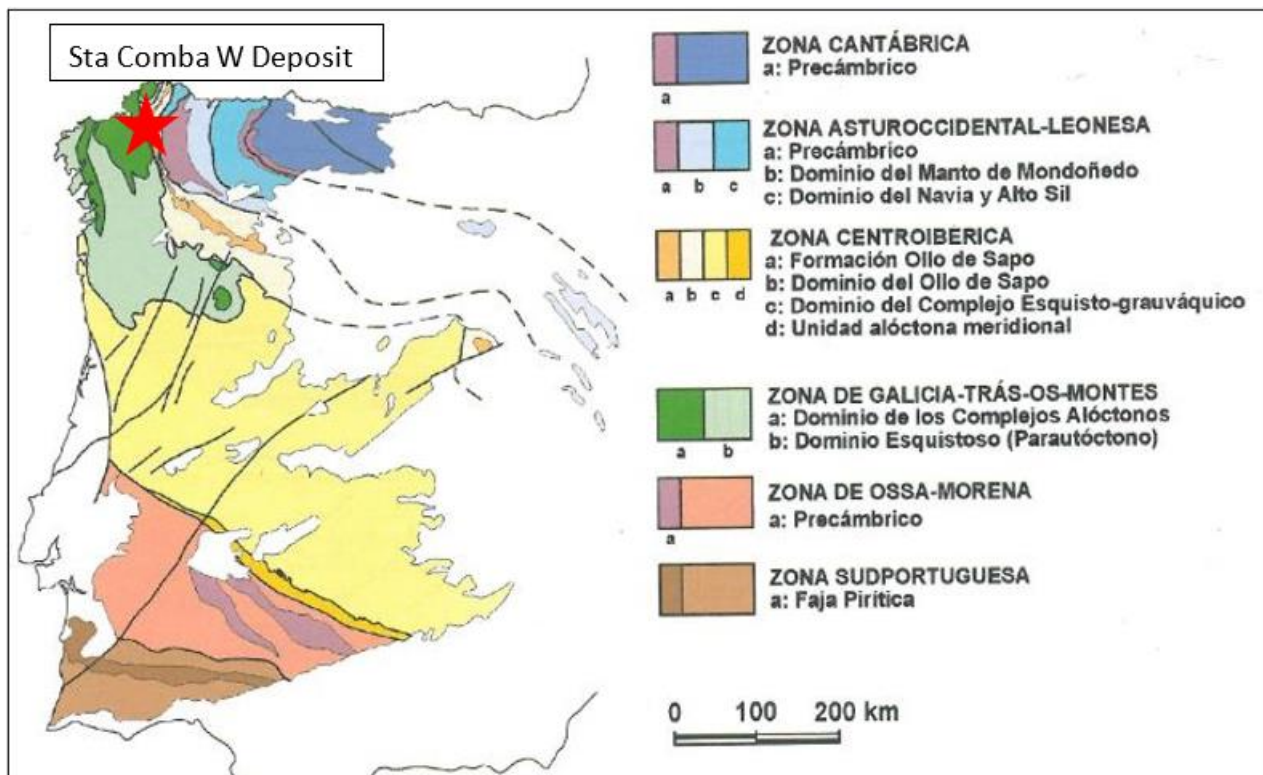 Sta Comba W Deposit
ZONA CANTÁBRICA
a: Precámbrico
a
ZONA ASTUROCCIDENTAL-LEONESA
a: Precámbrico
b: Dominio del Manto de Mondoñedo
c: Dominio del Navia y Alto Sil
a b c
ZONA CENTROIBÉRICA
a: Formación Ollo de Sapo
b: Dominio del Ollo de Sapo
c: Dominio del Complejo Esquisto-grauváquico
d: Unidad alóctona meridional
a b c d
ZONA DE GALICIA-TRÁS-OS-MONTES
a: Dominio de los Complejos Alóctonos
b: Dominio Esquistoso (Parautóctono)
a b
ZONA DE OSSA-MORENA
a: Precámbrico
a
ZONA SUDPORTUGUESA
a: Faja Pirítica
0 100 200 km